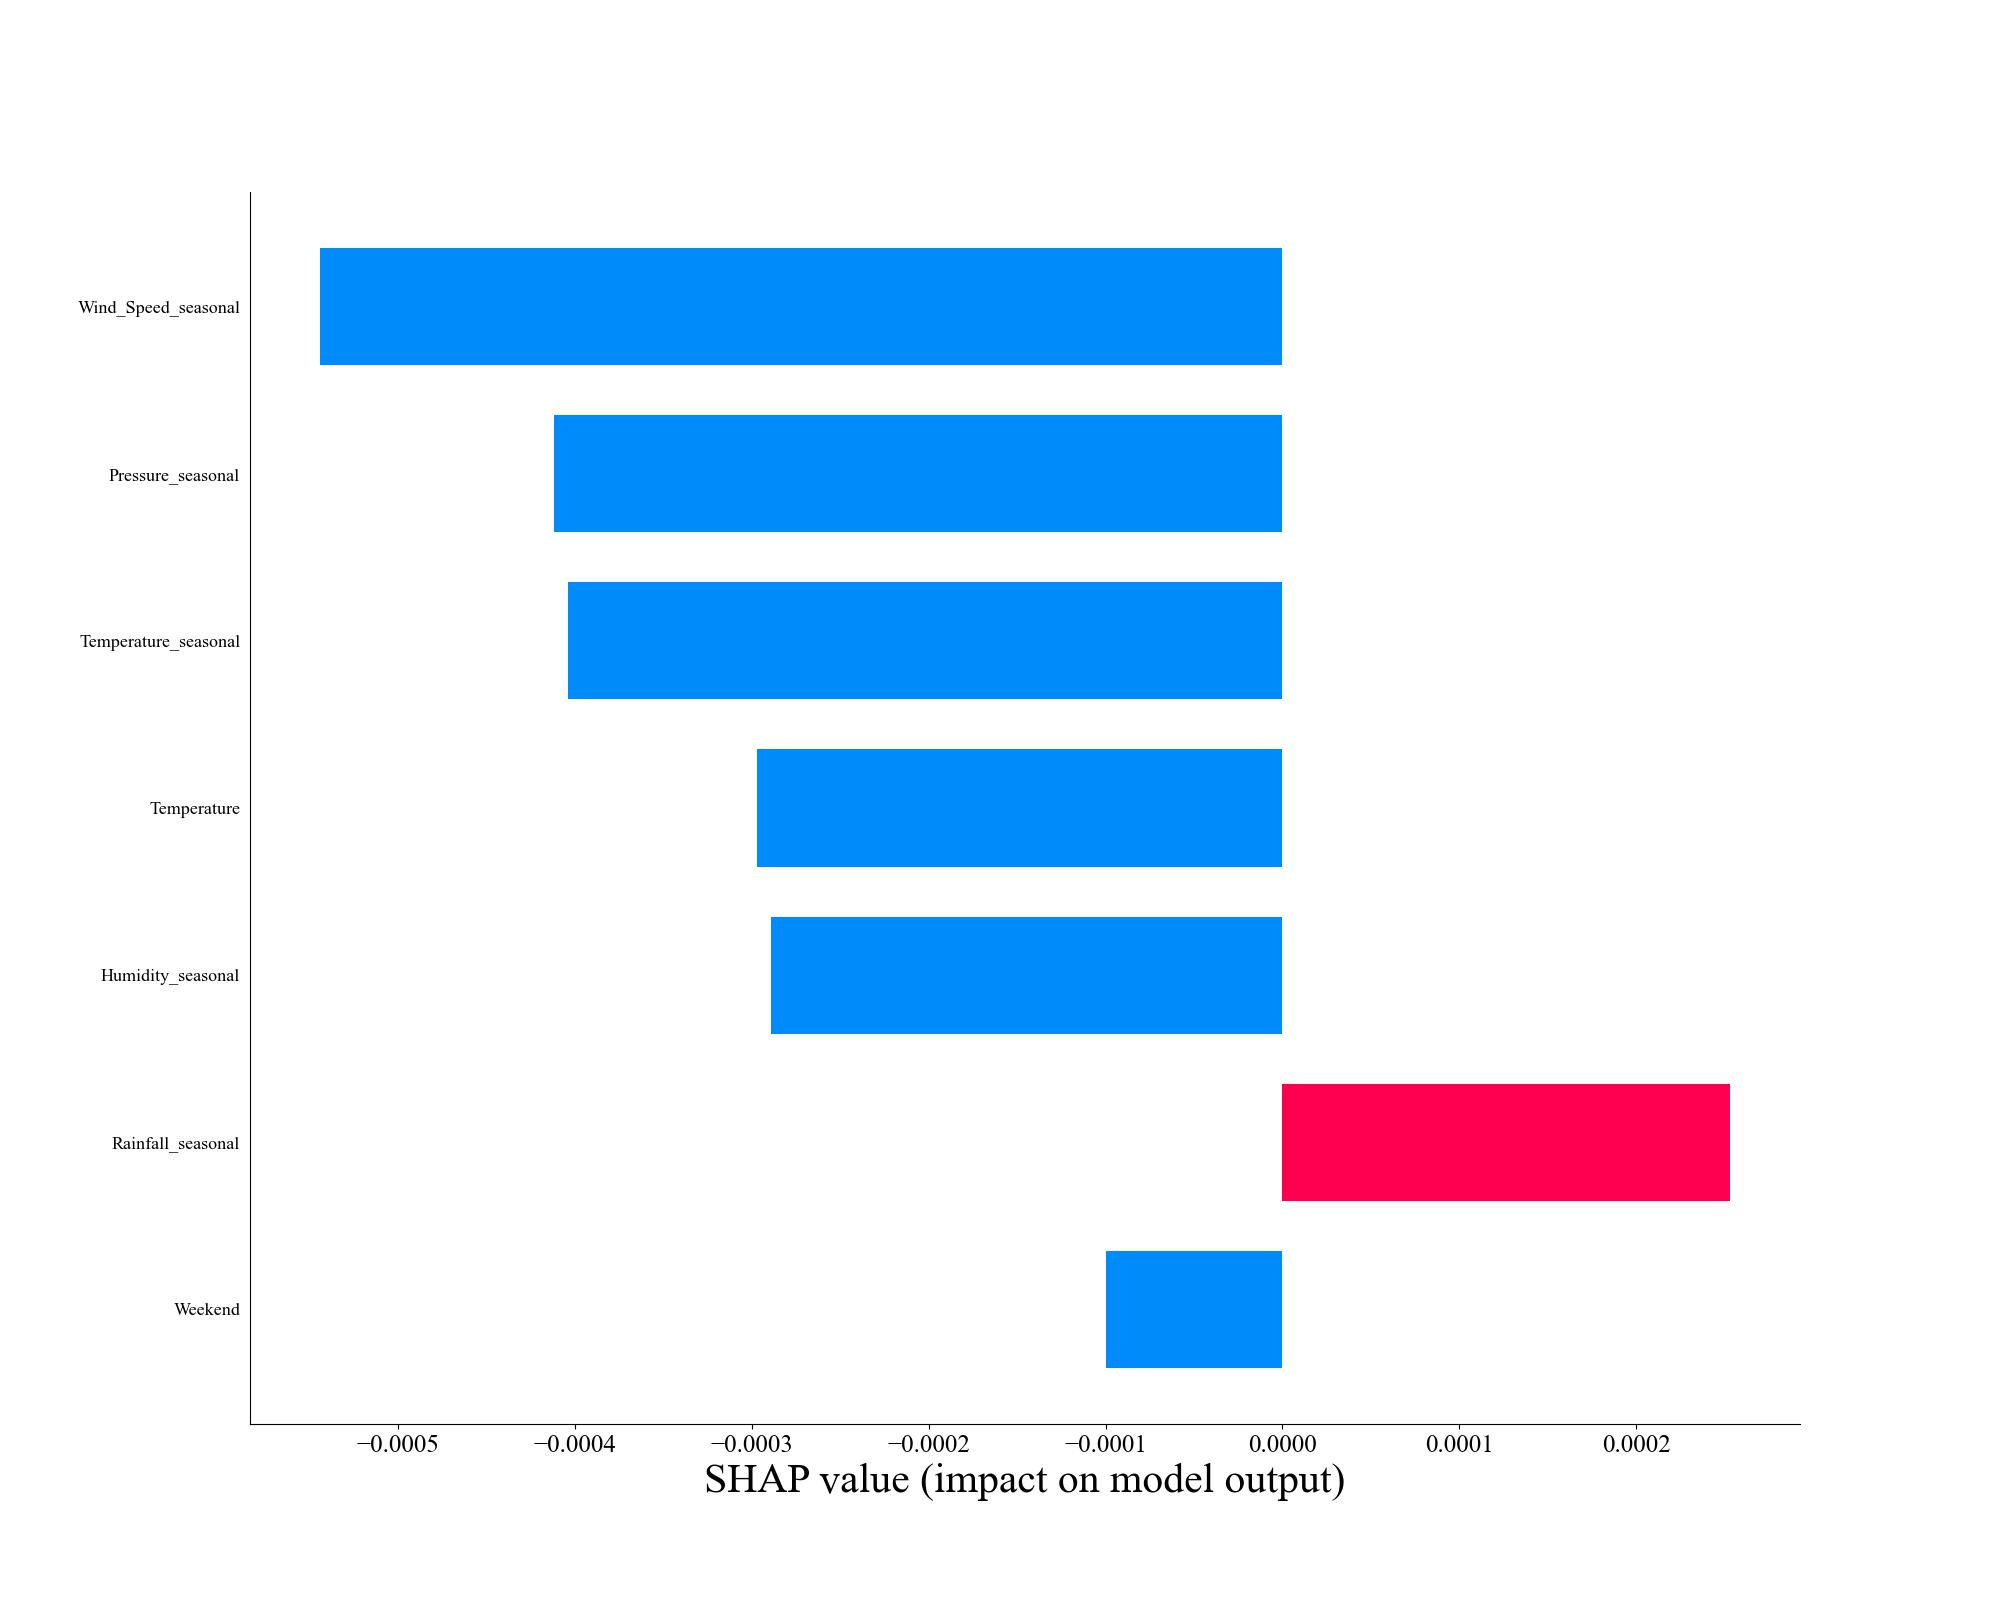 Wind_Speed_seasonal
Pressure_seasonal
Temperature_seasonal
Temperature
Humidity_seasonal
Rainfall_seasonal
Weekend
−0.0005 −0.0004 −0.0003 −0.0002 −0.0001 0.0000 0.0001 0.0002
SHAP value (impact on model output)